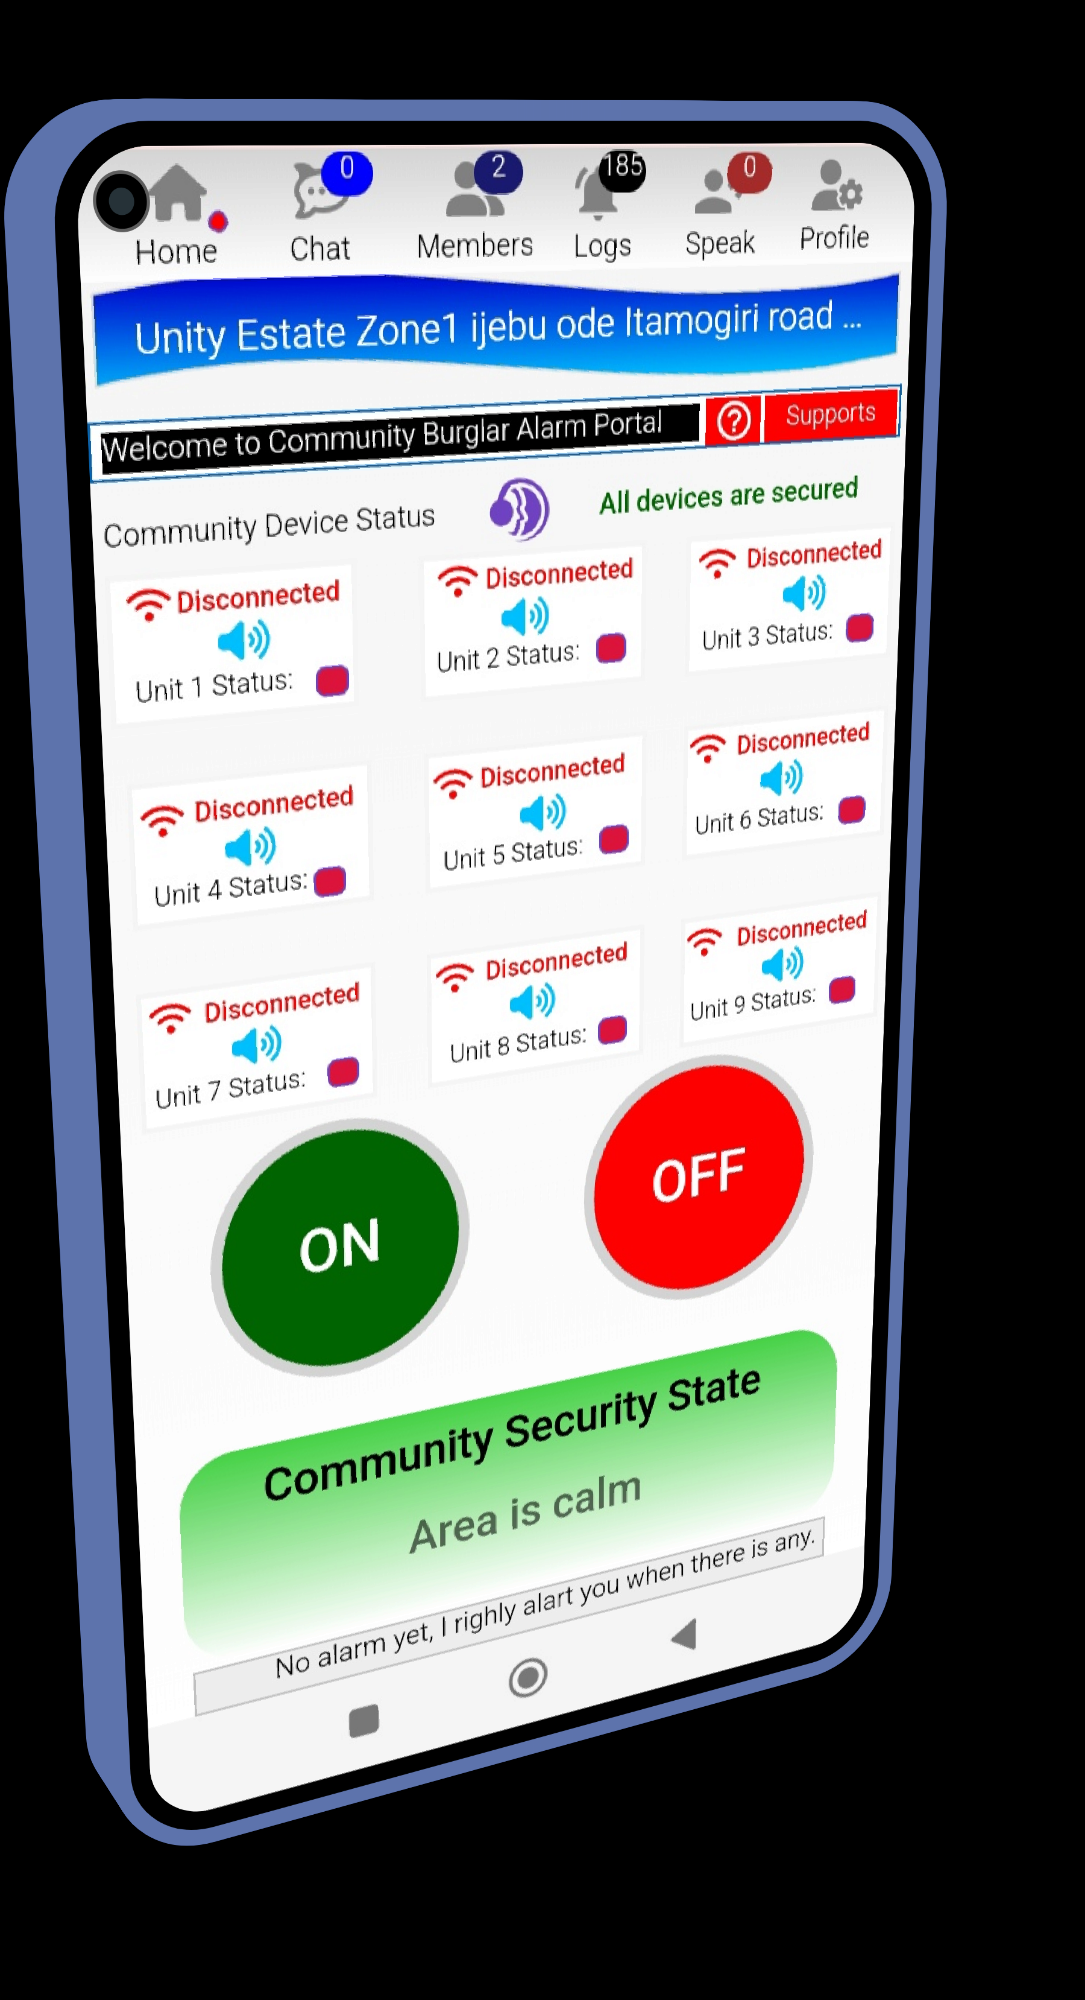 0 2 185 0
Home Chat Members Logs Speak Profile
Unity Estate Zone1 ijebu ode Itamogiri road ...
Welcome to Community Burglar Alarm Portal ? Supports
Community Device Status All devices are secured
Disconnected Disconnected Disconnected
Unit 1 Status: Unit 2 Status: Unit 3 Status:
Disconnected Disconnected Disconnected
Unit 4 Status: Unit 5 Status: Unit 6 Status:
Disconnected Disconnected Disconnected
Unit 7 Status: Unit 8 Status: Unit 9 Status:
ON OFF
Community Security State
Area is calm
No alarm yet, I righly alart you when there is any.